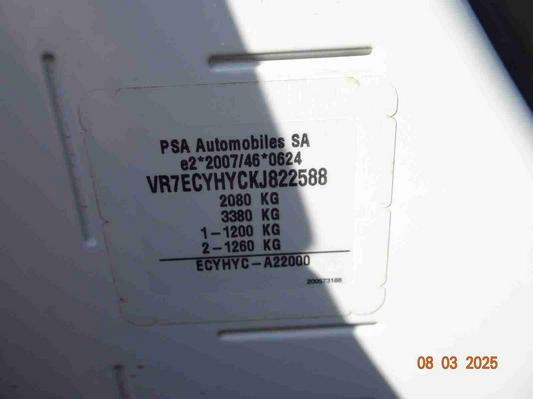 PSA Automobiles SA
e2*2007/46*0624
VR7ECYHYCKJ822588
2080 KG
3380 KG
1-1200 KG
2-1260 KG
ECYHYC-A22000
200573188
08 03 2025